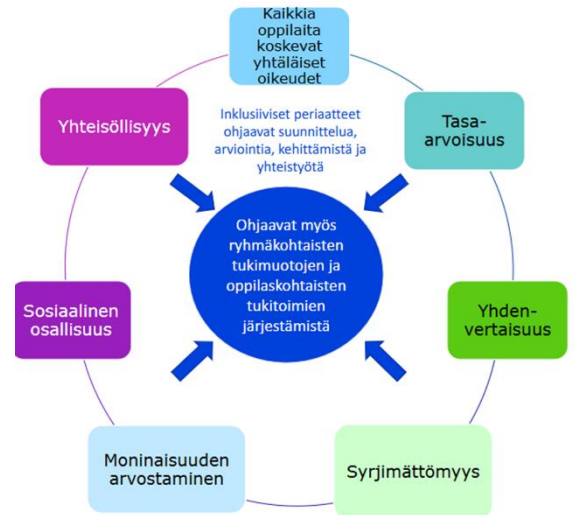 Kaikkia
oppilaita
koskevat
yhtäläiset
oikeudet
Yhteisöllisyys
Inklusiiviset periaatteet
ohjaavat suunnittelua,
arviointia, kehittämistä ja
yhteistyötä
Tasa-
arvoisuus
Ohjaavat myös
ryhmäkohtaisten
tukimuotojen ja
oppilaskohtaisten
tukitoimien
järjestämistä
Sosiaalinen
osallisuus
Yhden-
vertaisuus
Moninaisuuden
arvostaminen
Syrjimättömyys